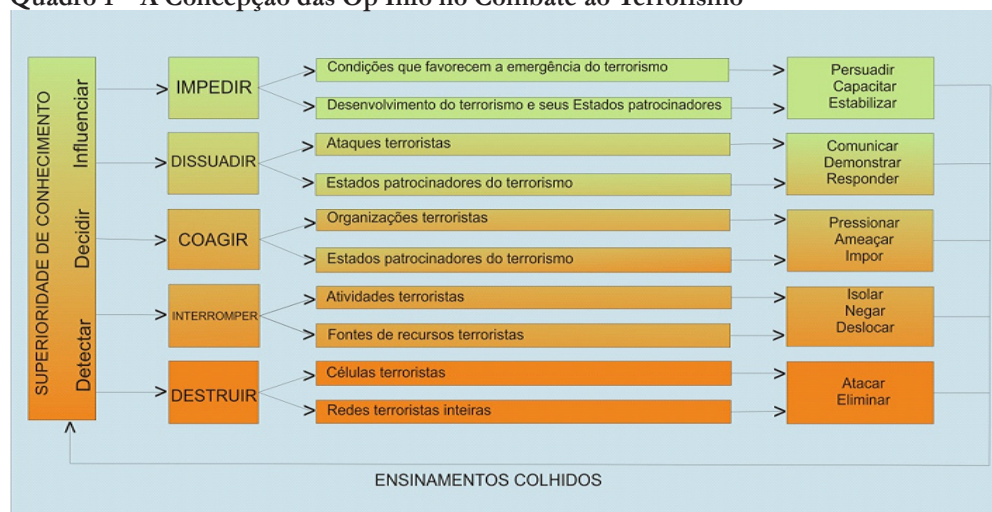 Quadro 1 - A Concepção das Op Info no Combate ao Terrorismo
SUPERIORIDADE DE CONHECIMENTO
Influenciar
Decidir
Detectar
IMPEDIR
Condições que favorecem a emergência do terrorismo
Desenvolvimento do terrorismo e seus Estados patrocinadores
Persuadir
Capacitar
Estabilizar
DISSUADIR
Ataques terroristas
Estados patrocinadores do terrorismo
Comunicar
Demonstrar
Responder
COAGIR
Organizações terroristas
Estados patrocinadores do terrorismo
Pressionar
Ameaçar
Impor
INTERROMPER
Atividades terroristas
Fontes de recursos terroristas
Isolar
Negar
Deslocar
DESTRUIR
Células terroristas
Redes terroristas inteiras
Atacar
Eliminar
ENSINAMENTOS COLHIDOS